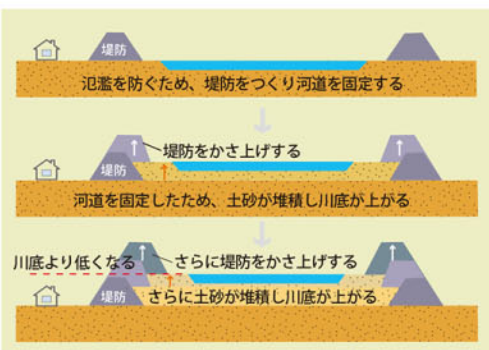 堤防
氾濫を防ぐため、堤防をつくり河道を固定する
堤防をかさ上げする
堤防
河道を固定したため、土砂が堆積し川底が上がる
川底より低くなる
さらに堤防をかさ上げする
堤防
さらに土砂が堆積し川底が上がる